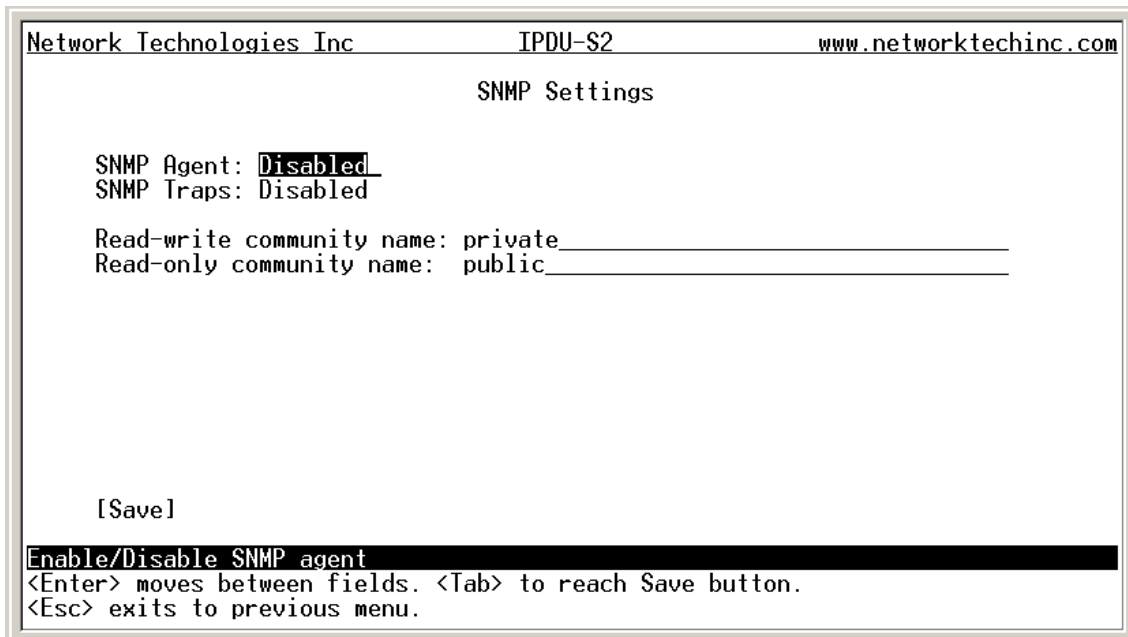 Network Technologies Inc IPDU-S2 www.networktechinc.com
SNMP Settings
SNMP Agent: Disabled
SNMP Traps: Disabled
Read-write community name: private
Read-only community name: public
[Save]
Enable/Disable SNMP agent
<Enter> moves between fields. <Tab> to reach Save button.
<Esc> exits to previous menu.